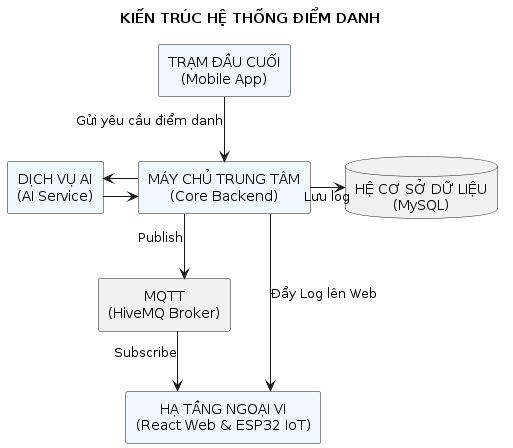 KIẾN TRÚC HỆ THỐNG ĐIỂM DANH
TRẠM ĐẦU CUỐI
(Mobile App)
Gửi yêu cầu điểm danh
DỊCH VỤ AI
(AI Service)
MÁY CHỦ TRUNG TÂM
(Core Backend)
Lưu log
HỆ CƠ SỞ DỮ LIỆU
(MySQL)
Publish
MQTT
(HiveMQ Broker)
Đẩy Log lên Web
Subscribe
HẠ TẦNG NGOẠI VI
(React Web & ESP32 IoT)